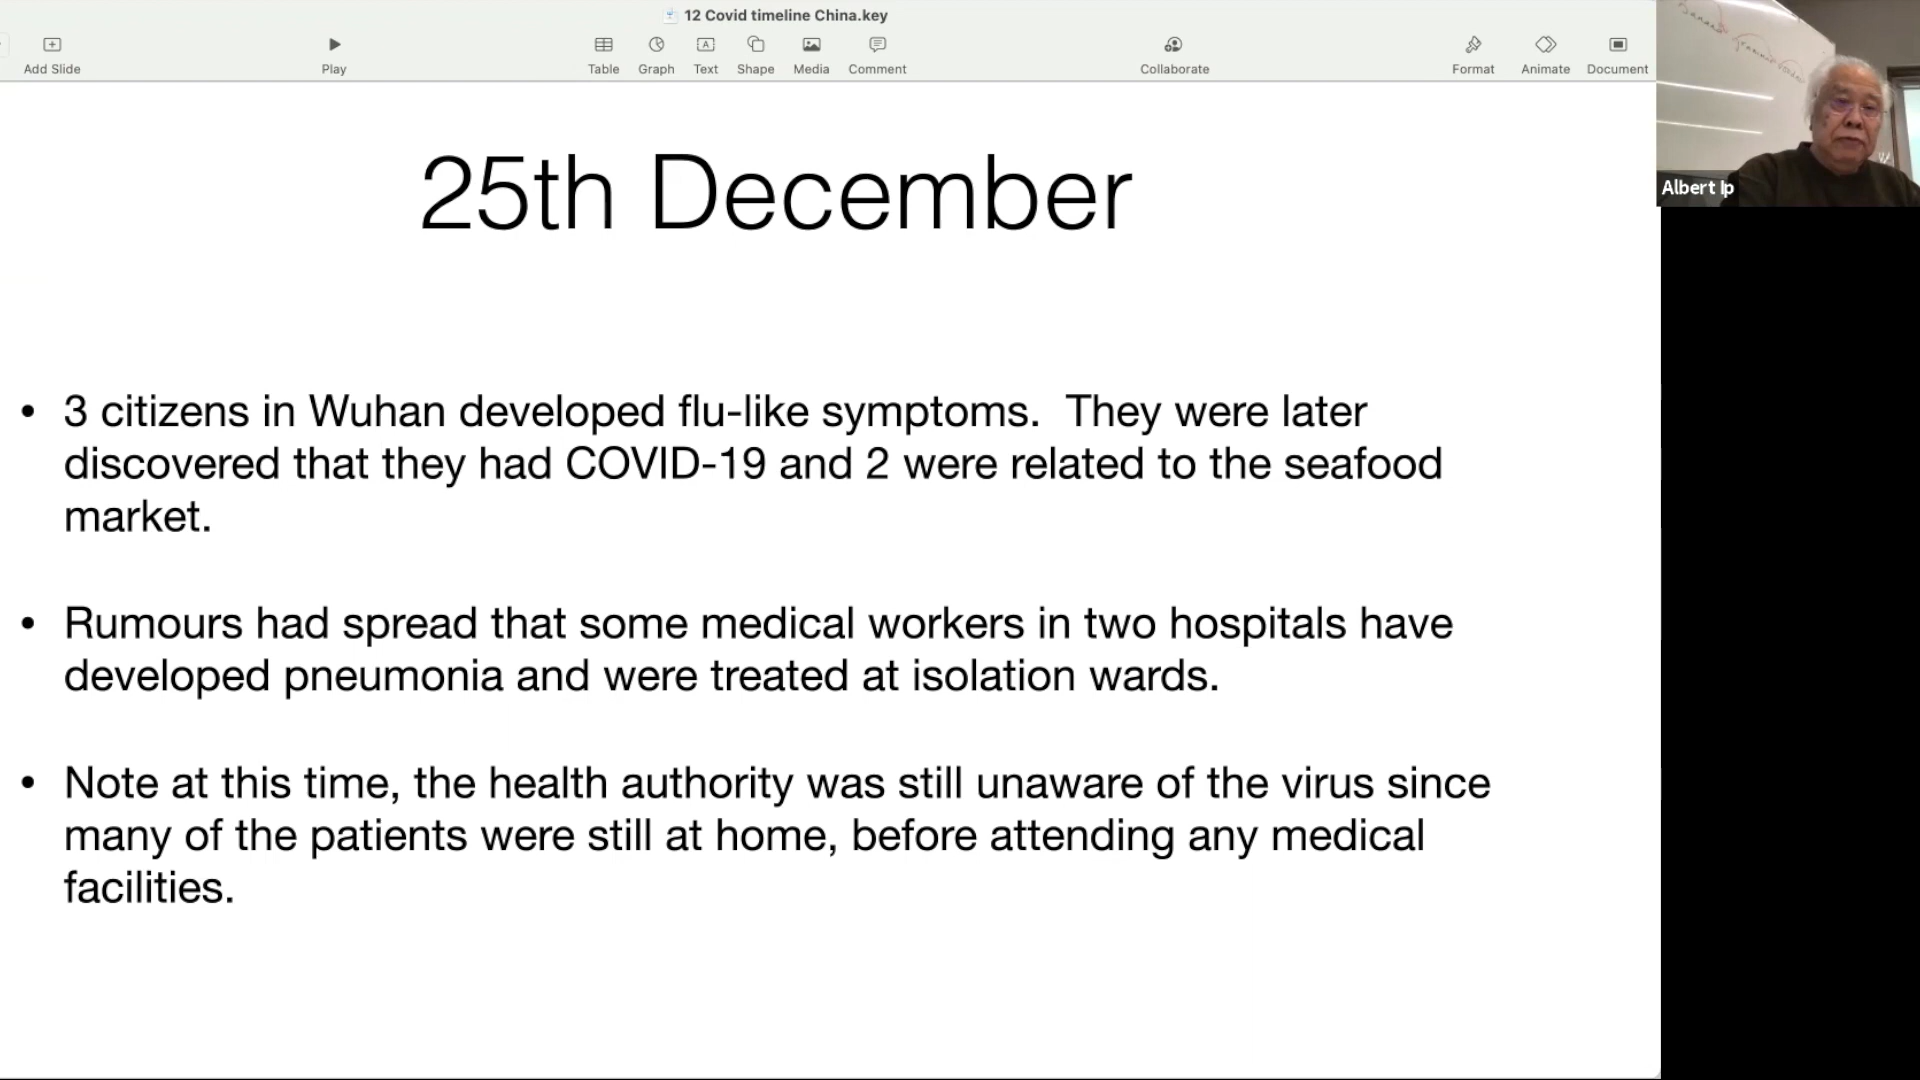 12 Covid timeline China.key
Add Slide
Play
Table
Graph
Text
Shape
Media
Comment
Collaborate
Format
Animate
Document
Albert Ip
25th December
• 3 citizens in Wuhan developed flu-like symptoms. They were later
discovered that they had COVID-19 and 2 were related to the seafood
market.
• Rumours had spread that some medical workers in two hospitals have
developed pneumonia and were treated at isolation wards.
• Note at this time, the health authority was still unaware of the virus since
many of the patients were still at home, before attending any medical
facilities.